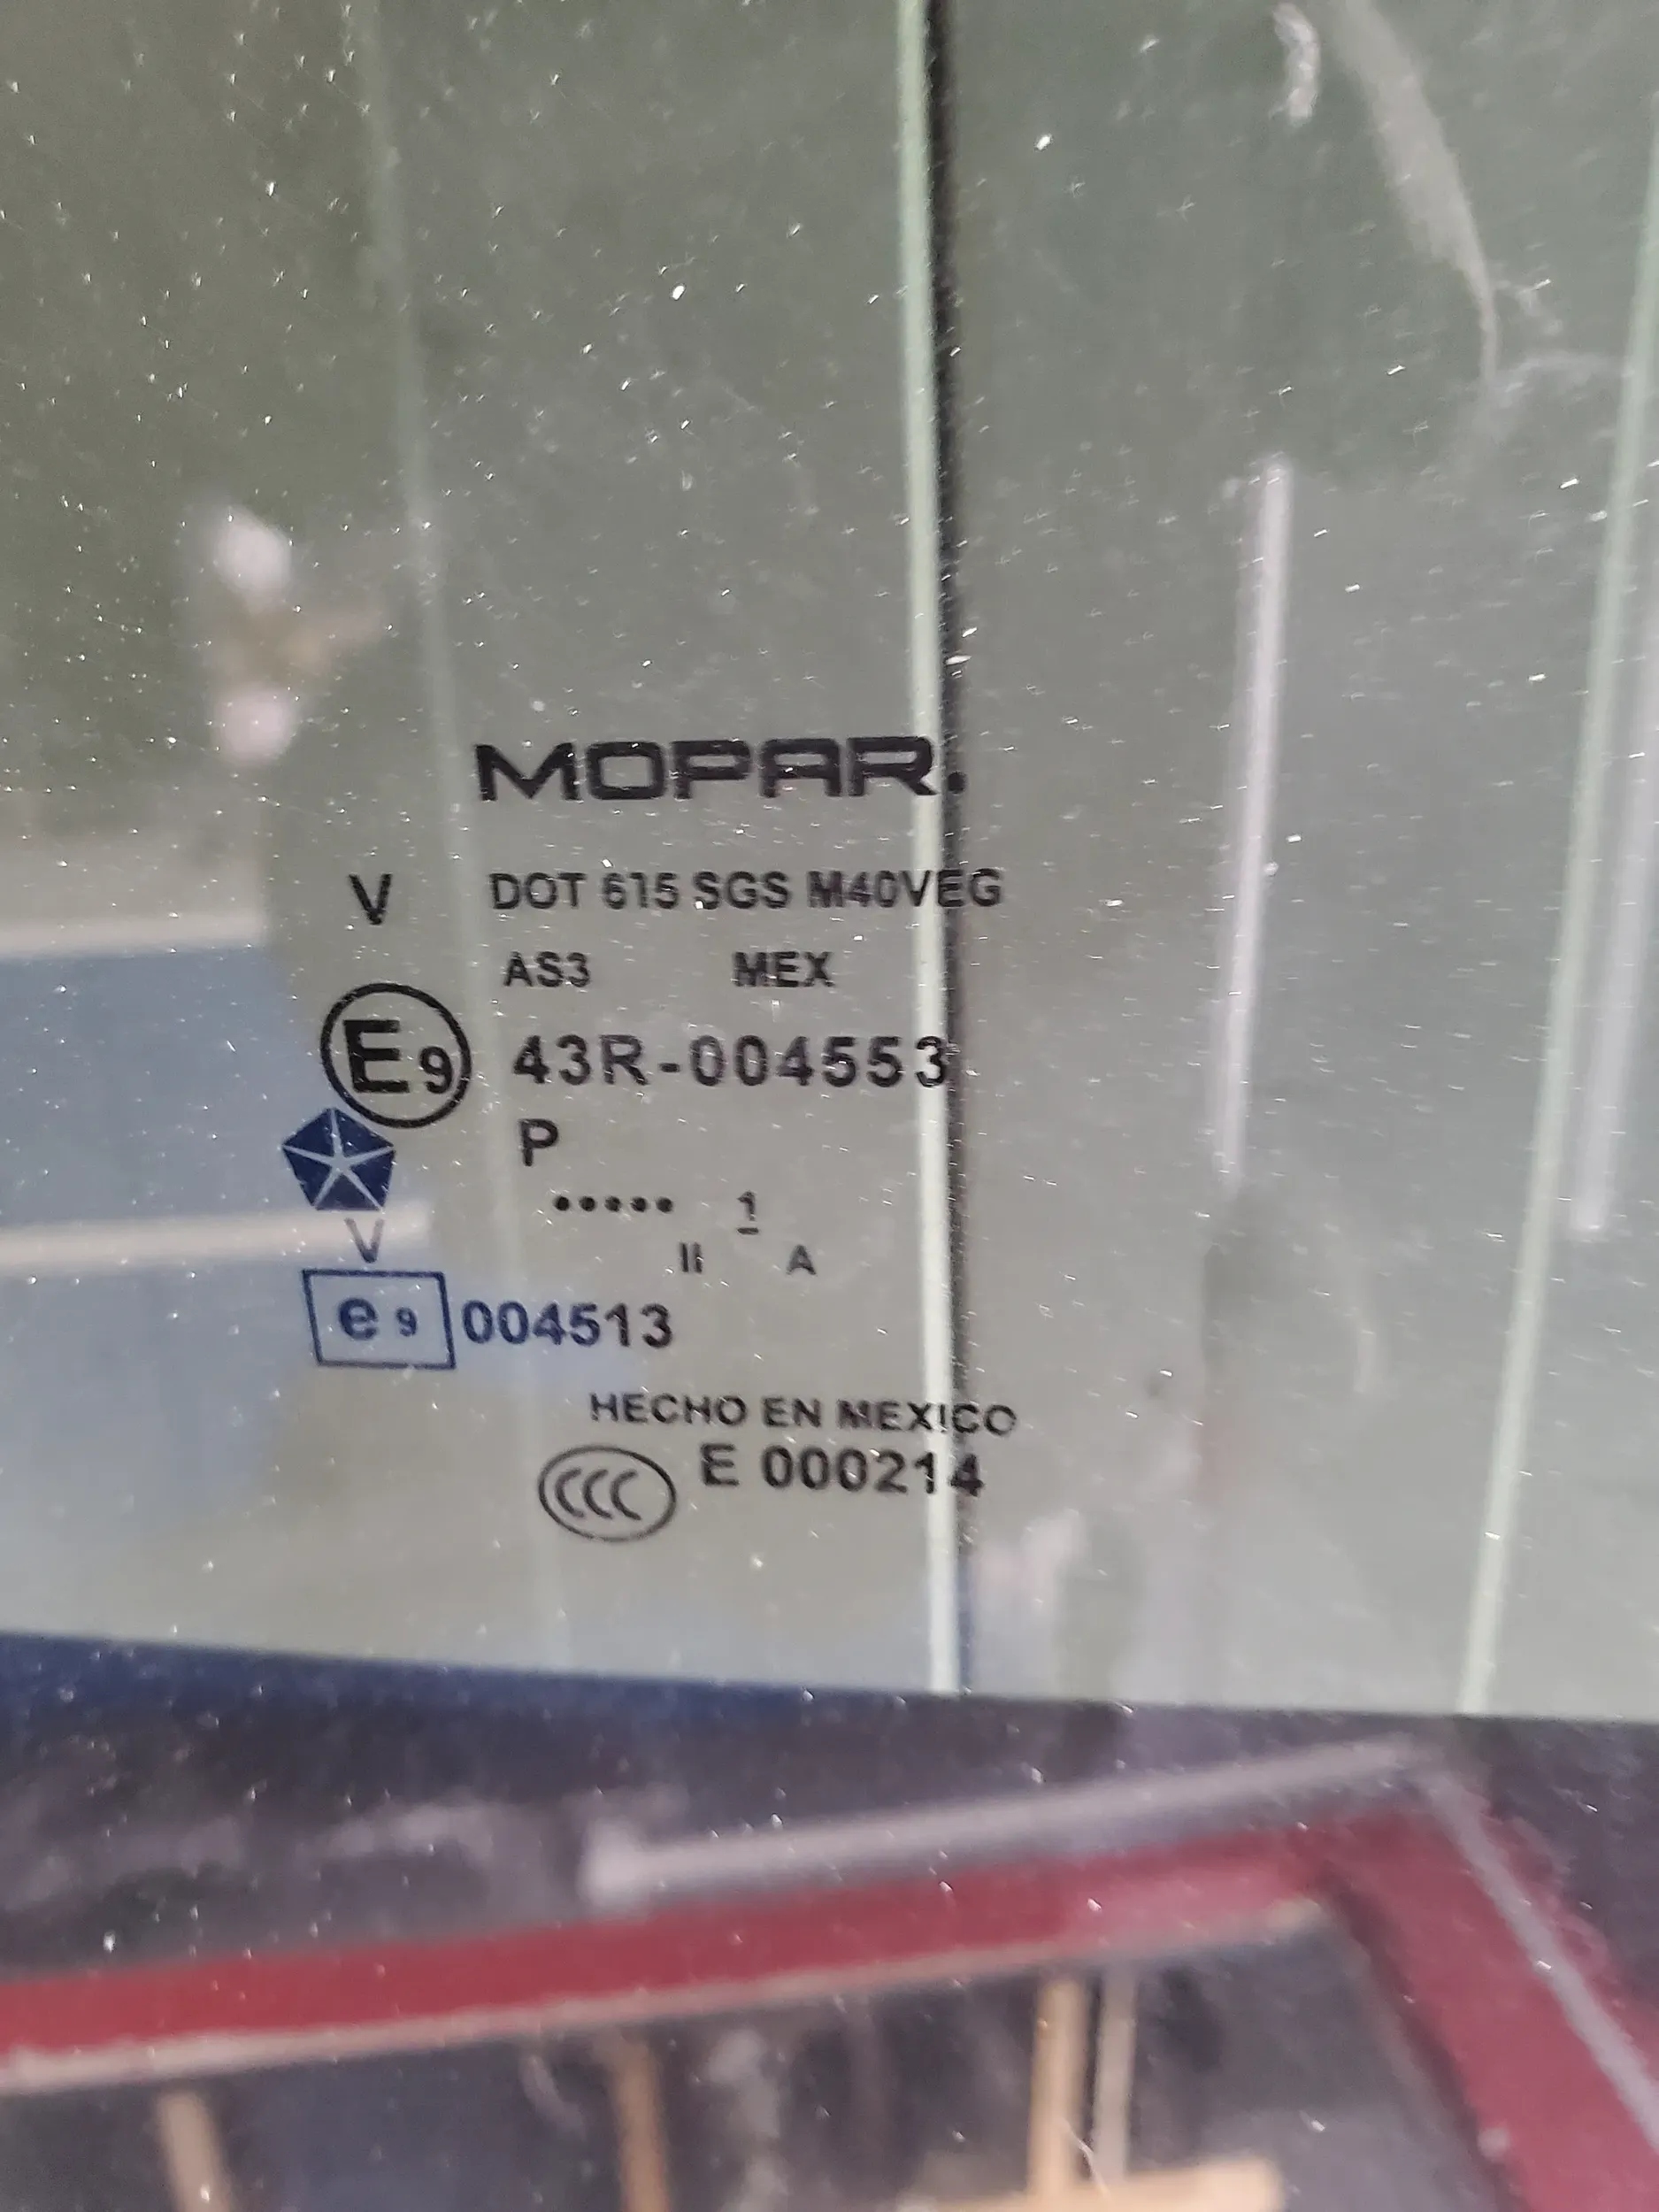 MOPAR.
V DOT 615 SGS M40VEG
AS3 MEX
E9 43R-004553
P
••••• 1
II A
V
e9 004513
HECHO EN MEXICO
CCC E 000214